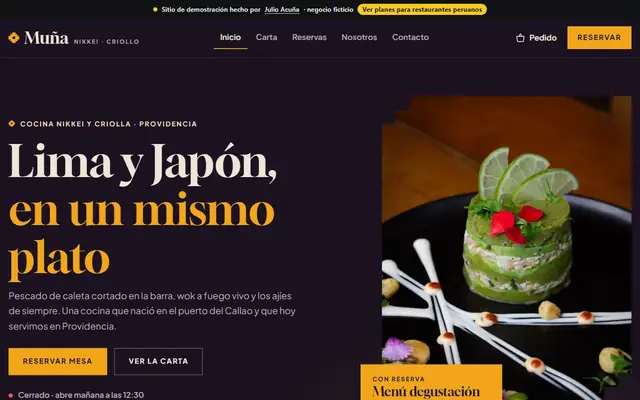 Sitio de demostración hecho por Julio Acuña · negocio ficticio Ver planes para restaurantes peruanos
Muña NIKKEI · CRIOLLO
Inicio Carta Reservas Nosotros Contacto
Pedido RESERVAR
COCINA NIKKEI Y CRIOLLA · PROVIDENCIA
Lima y Japón,
en un mismo
plato
Pescado de caleta cortado en la barra, wok a fuego vivo y los ajíes
de siempre. Una cocina que nació en el puerto del Callao y que hoy
servimos en Providencia.
RESERVAR MESA VER LA CARTA
Cerrado · abre mañana a las 12:30
CON RESERVA
Menú degustación